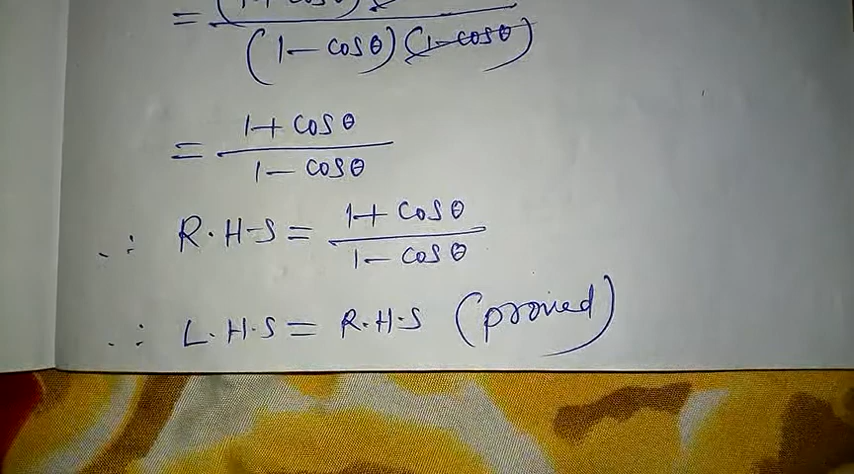 = 
(1 - cosθ) (1 - cosθ)
= 1 + cosθ
1 - cosθ
∴ R.H.S = 1 + cosθ
1 - cosθ
∴ L.H.S = R.H.S (proved)